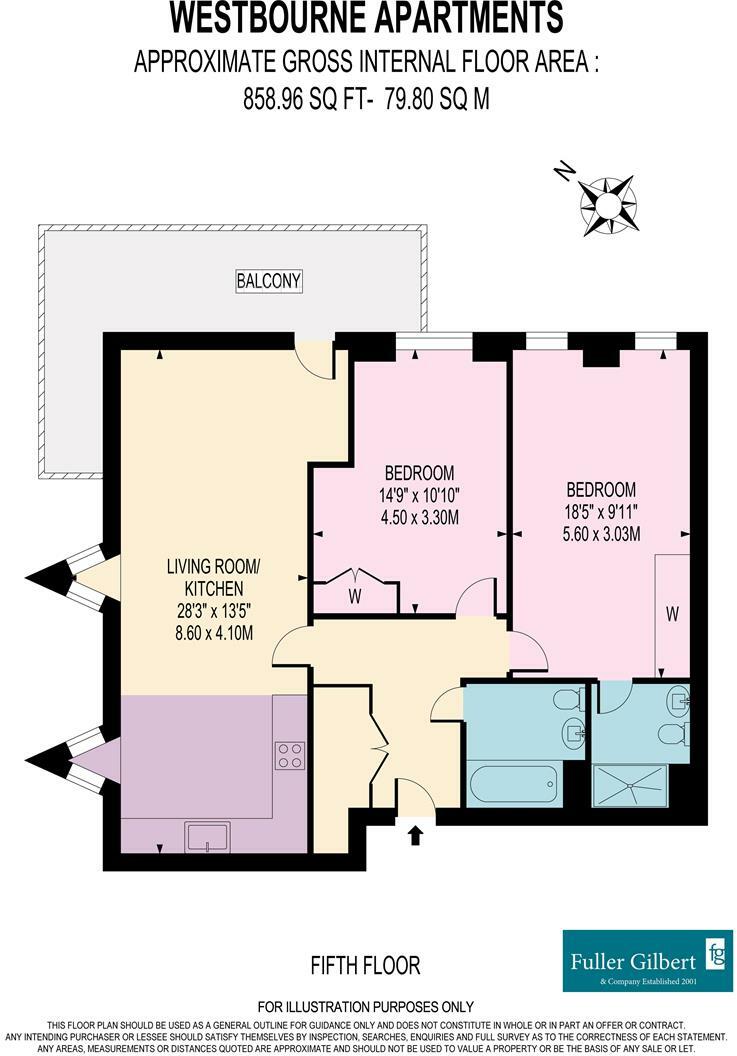 WESTBOURNE APARTMENTS
APPROXIMATE GROSS INTERNAL FLOOR AREA :
858.96 SQ FT- 79.80 SQ M
N
BALCONY
BEDROOM
14'9" x 10'10"
4.50 x 3.30M
BEDROOM
18'5" x 9'11"
5.60 x 3.03M
LIVING ROOM/
KITCHEN
28'3" x 13'5"
8.60 x 4.10M
W
W
FIFTH FLOOR
Fuller Gilbert
fg
& Company Established 2001
FOR ILLUSTRATION PURPOSES ONLY
THIS FLOOR PLAN SHOULD BE USED AS A GENERAL OUTLINE FOR GUIDANCE ONLY AND DOES NOT CONSTITUTE IN WHOLE OR IN PART AN OFFER OR CONTRACT.
ANY INTENDING PURCHASER OR LESSEE SHOULD SATISFY THEMSELVES BY INSPECTION, SEARCHES, ENQUIRIES AND FULL SURVEY AS TO THE CORRECTNESS OF EACH STATEMENT.
ANY AREAS, MEASUREMENTS OR DISTANCES QUOTED ARE APPROXIMATE AND SHOULD NOT BE USED TO VALUE A PROPERTY OR BE THE BASIS OF ANY SALE OR LET.